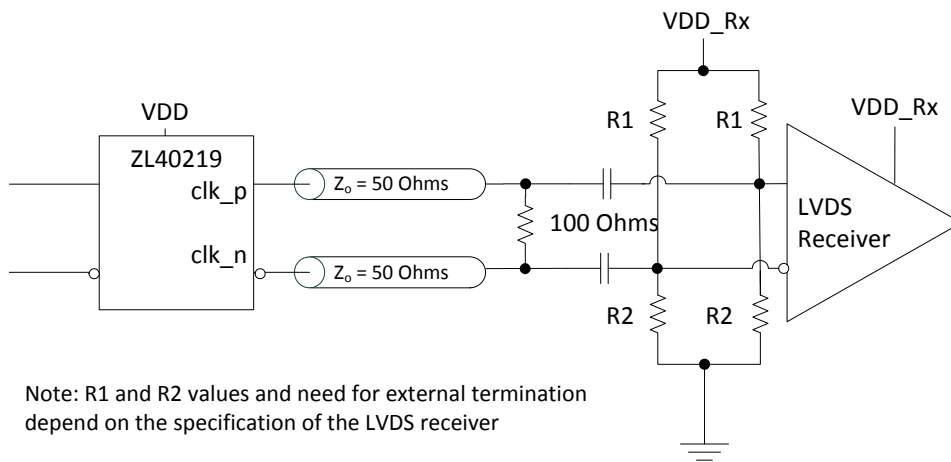 VDD_Rx
VDD
R1
R1
VDD_Rx
ZL40219
clk_p
Zₒ = 50 Ohms
100 Ohms
LVDS
Receiver
clk_n
Zₒ = 50 Ohms
R2
R2
Note: R1 and R2 values and need for external termination
depend on the specification of the LVDS receiver